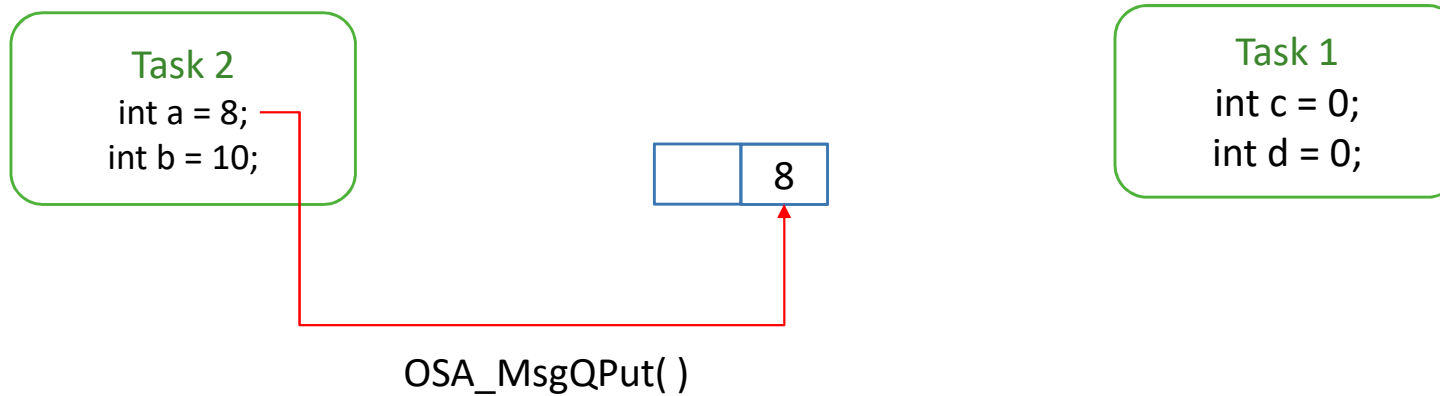 Task 2
int a = 8;
int b = 10;
8
Task 1
int c = 0;
int d = 0;
OSA_MsgQPut( )